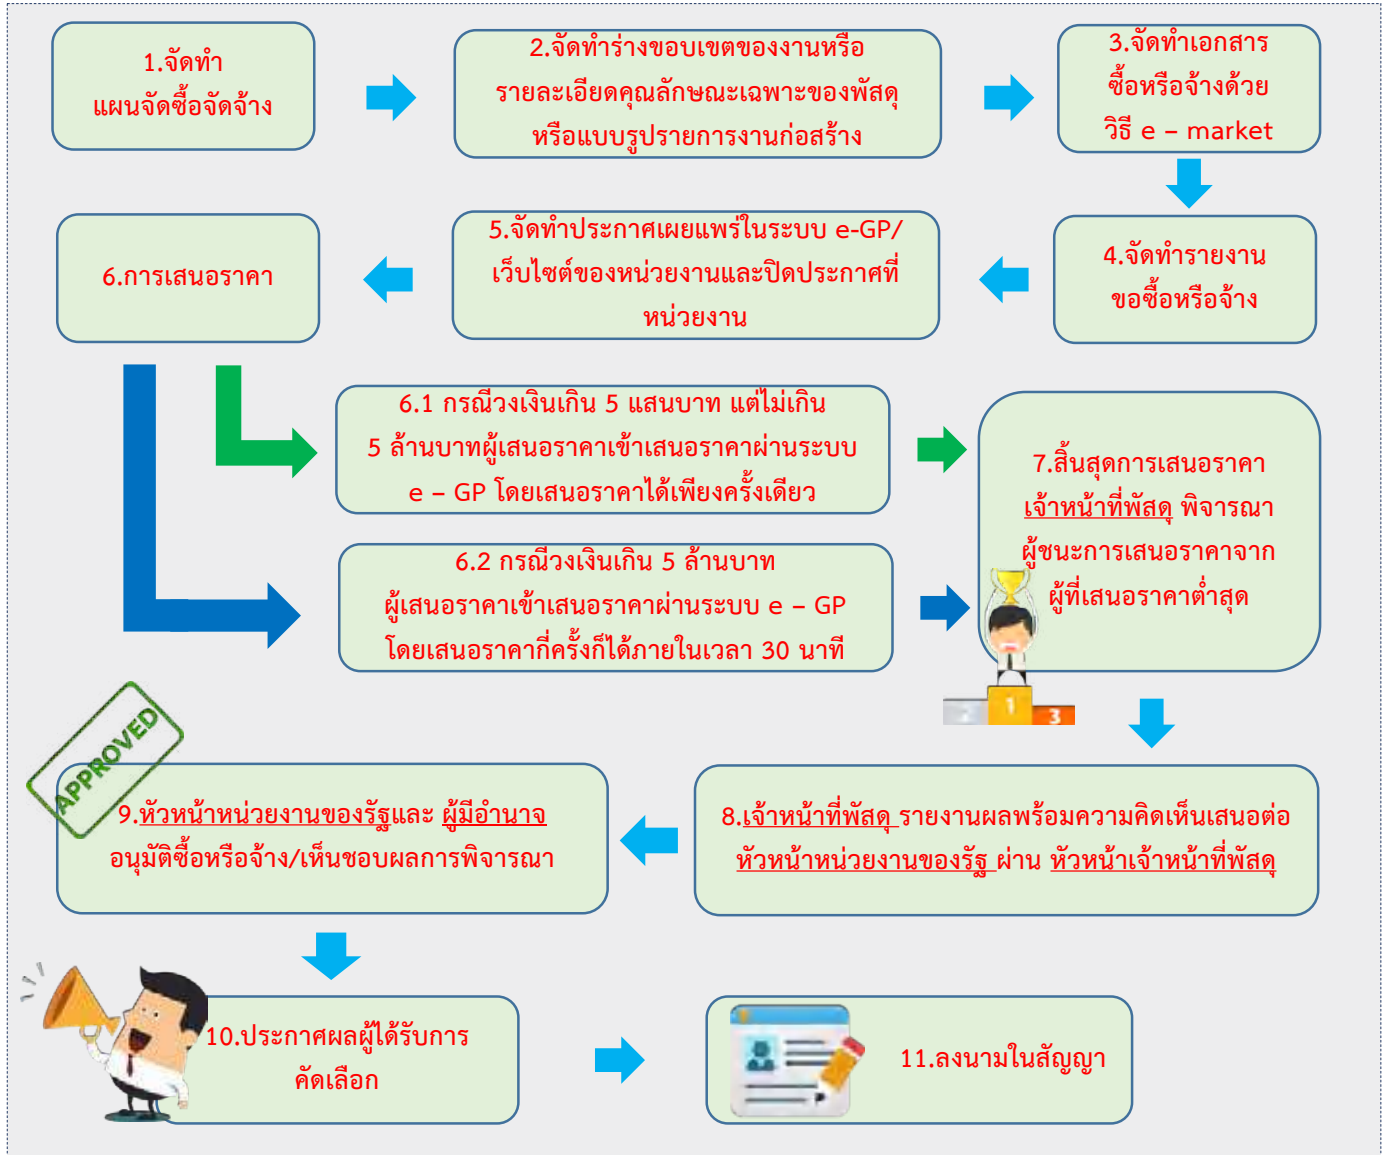 1.จัดทำ
แผนจัดซื้อจัดจ้าง
2.จัดทำร่างขอบเขตของงานหรือ
รายละเอียดคุณลักษณะเฉพาะของพัสดุ
หรือแบบรูปรายการงานก่อสร้าง
3.จัดทำเอกสาร
ซื้อหรือจ้างด้วย
วิธี e – market
4.จัดทำรายงาน
ขอซื้อหรือจ้าง
5.จัดทำประกาศเผยแพร่ในระบบ e-GP/
เว็บไซต์ของหน่วยงานและปิดประกาศที่
หน่วยงาน
6.การเสนอราคา
6.1 กรณีวงเงินเกิน 5 แสนบาท แต่ไม่เกิน
5 ล้านบาทผู้เสนอราคาเข้าเสนอราคาผ่านระบบ
e – GP โดยเสนอราคาได้เพียงครั้งเดียว
6.2 กรณีวงเงินเกิน 5 ล้านบาท
ผู้เสนอราคาเข้าเสนอราคาผ่านระบบ e – GP
โดยเสนอราคากี่ครั้งก็ได้ภายในเวลา 30 นาที
7.สิ้นสุดการเสนอราคา
เจ้าหน้าที่พัสดุ พิจารณา
ผู้ชนะการเสนอราคาจาก
ผู้ที่เสนอราคาต่ำสุด
2 1 3
8.เจ้าหน้าที่พัสดุ รายงานผลพร้อมความคิดเห็นเสนอต่อ
หัวหน้าหน่วยงานของรัฐ ผ่าน หัวหน้าเจ้าหน้าที่พัสดุ
APPROVED
9.หัวหน้าหน่วยงานของรัฐและ ผู้มีอำนาจ
อนุมัติซื้อหรือจ้าง/เห็นชอบผลการพิจารณา
10.ประกาศผลผู้ได้รับการ
คัดเลือก
11.ลงนามในสัญญา